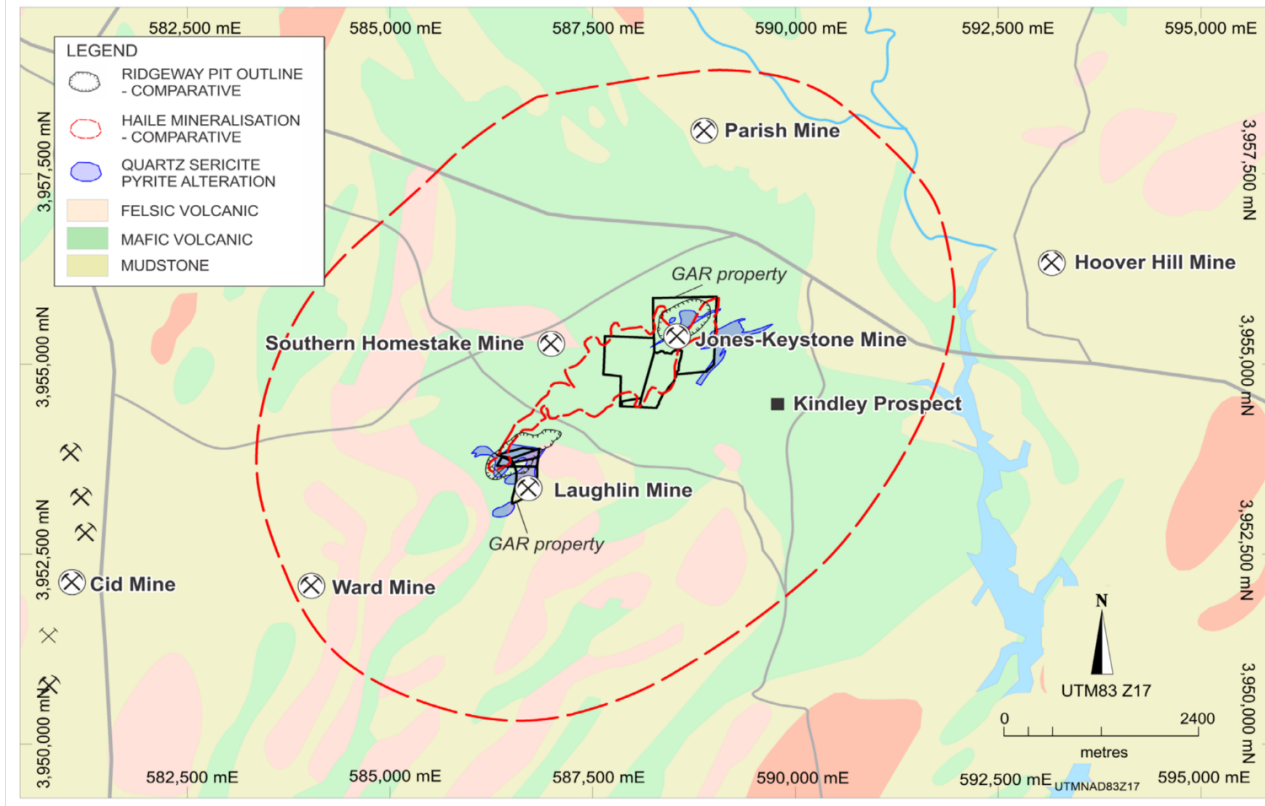 582,500 mE
585,000 mE
587,500 mE
590,000 mE
592,500 mE
595,000 mE
LEGEND
RIDGEWAY PIT OUTLINE
- COMPARATIVE
HAILE MINERALISATION
- COMPARATIVE
QUARTZ SERICITE
PYRITE ALTERATION
FELSIC VOLCANIC
MAFIC VOLCANIC
MUDSTONE
3,957,500 mN
3,957,500 mN
Parish Mine
Hoover Hill Mine
GAR property
Southern Homestake Mine
Jones-Keystone Mine
3,955,000 mN
3,955,000 mN
Kindley Prospect
Laughlin Mine
GAR property
3,952,500 mN
3,952,500 mN
Cid Mine
Ward Mine
N
UTM83 Z17
3,950,000 mN
3,950,000 mN
0
2400
metres
582,500 mE
585,000 mE
587,500 mE
590,000 mE
592,500 mE
UTMNAD83Z17
595,000 mE